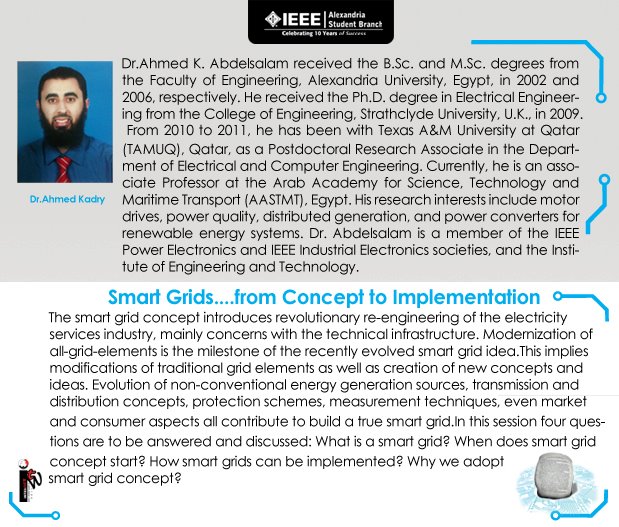 IEEE Alexandria
Student Branch
Celebrating 10 Years of Success
Dr.Ahmed K. Abdelsalam received the B.Sc. and M.Sc. degrees from
the Faculty of Engineering, Alexandria University, Egypt, in 2002 and
2006, respectively. He received the Ph.D. degree in Electrical Engineer-
ing from the College of Engineering, Strathclyde University, U.K., in 2009.
From 2010 to 2011, he has been with Texas A&M University at Qatar
(TAMUQ), Qatar, as a Postdoctoral Research Associate in the Depart-
ment of Electrical and Computer Engineering. Currently, he is an asso-
ciate Professor at the Arab Academy for Science, Technology and
Maritime Transport (AASTMT), Egypt. His research interests include motor
drives, power quality, distributed generation, and power converters for
renewable energy systems. Dr. Abdelsalam is a member of the IEEE
Power Electronics and IEEE Industrial Electronics societies, and the Insti-
tute of Engineering and Technology.
Dr.Ahmed Kadry
Smart Grids....from Concept to Implementation
The smart grid concept introduces revolutionary re-engineering of the electricity
services industry, mainly concerns with the technical infrastructure. Modernization of
all-grid-elements is the milestone of the recently evolved smart grid idea.This implies
modifications of traditional grid elements as well as creation of new concepts and
ideas. Evolution of non-conventional energy generation sources, transmission and
distribution concepts, protection schemes, measurement techniques, even market
and consumer aspects all contribute to build a true smart grid.In this session four ques-
tions are to be answered and discussed: What is a smart grid? When does smart grid
concept start? How smart grids can be implemented? Why we adopt
smart grid concept?